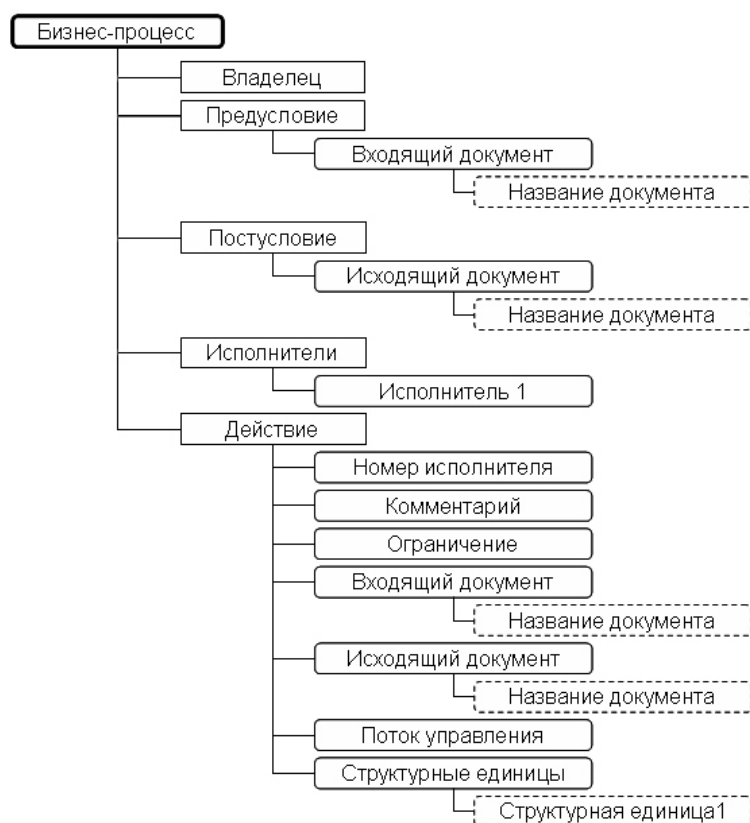 Бизнес-процесс
Владелец
Предусловие
Входящий документ
Название документа
Постусловие
Исходящий документ
Название документа
Исполнители
Исполнитель 1
Действие
Номер исполнителя
Комментарий
Ограничение
Входящий документ
Название документа
Исходящий документ
Название документа
Поток управления
Структурные единицы
Структурная единица1